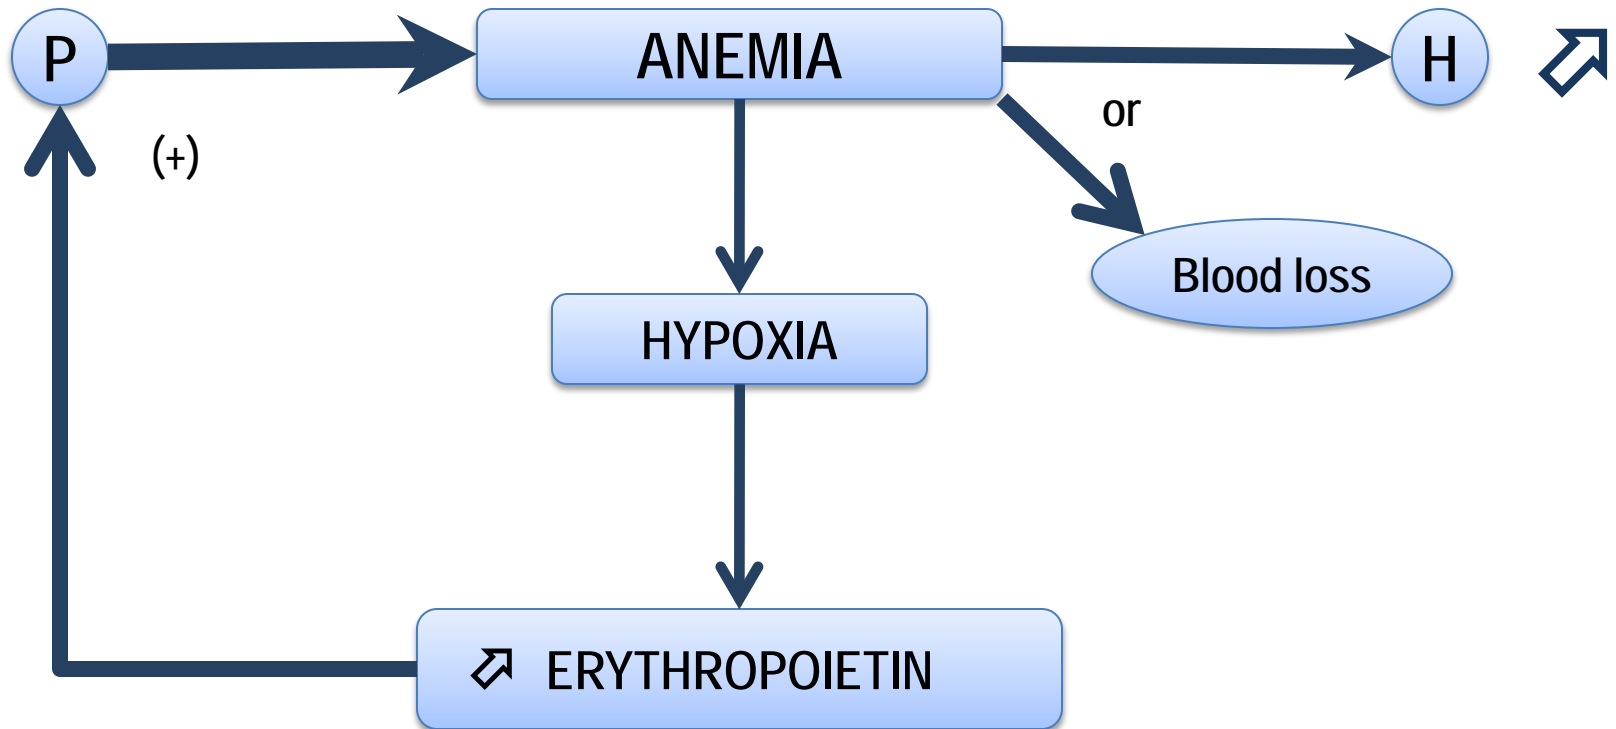 P
ANEMIA
H
or
(+)
Blood loss
HYPOXIA
ERYTHROPOIETIN